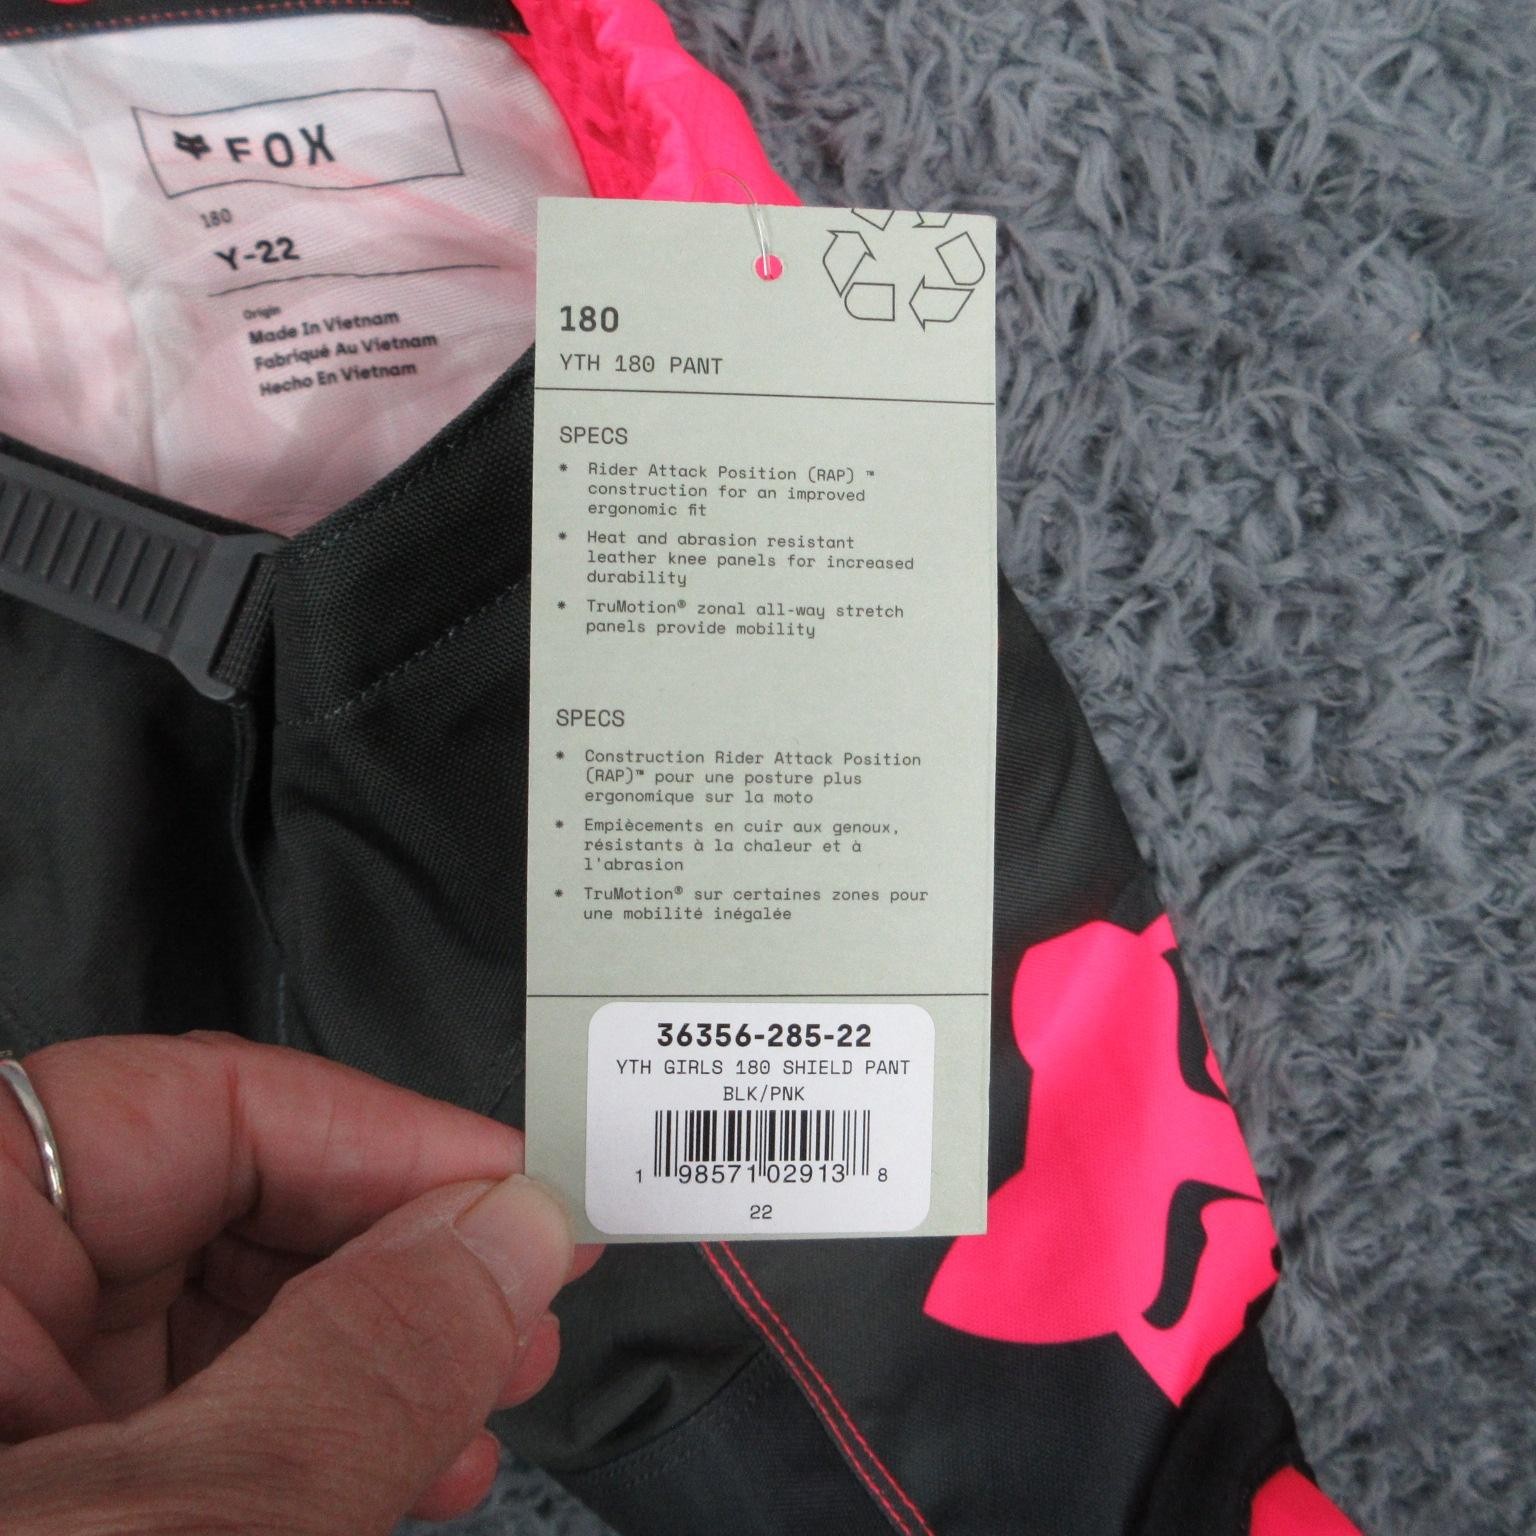 FOX
180
Y-22
Origin
Made In Vietnam
Fabriqué Au Vietnam
Hecho En Vietnam
180
YTH 180 PANT
SPECS
* Rider Attack Position (RAP) ™
construction for an improved
ergonomic fit
* Heat and abrasion resistant
leather knee panels for increased
durability
* TruMotion® zonal all-way stretch
panels provide mobility
SPECS
* Construction Rider Attack Position
(RAP)™ pour une posture plus
ergonomique sur la moto
* Empiècements en cuir aux genoux,
résistants à la chaleur et à
l'abrasion
* TruMotion® sur certaines zones pour
une mobilité inégalée
36356-285-22
YTH GIRLS 180 SHIELD PANT
BLK/PNK
1 98571 02913 8
22